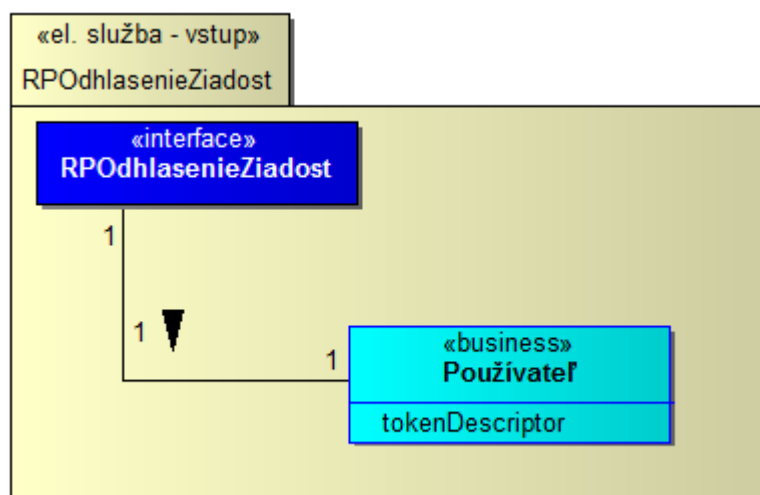 «el. služba - vstup»
RPOdhlasenieZiadost
«interface»
RPOdhlasenieZiadost
1
1
1
«business»
Používateľ
tokenDescriptor